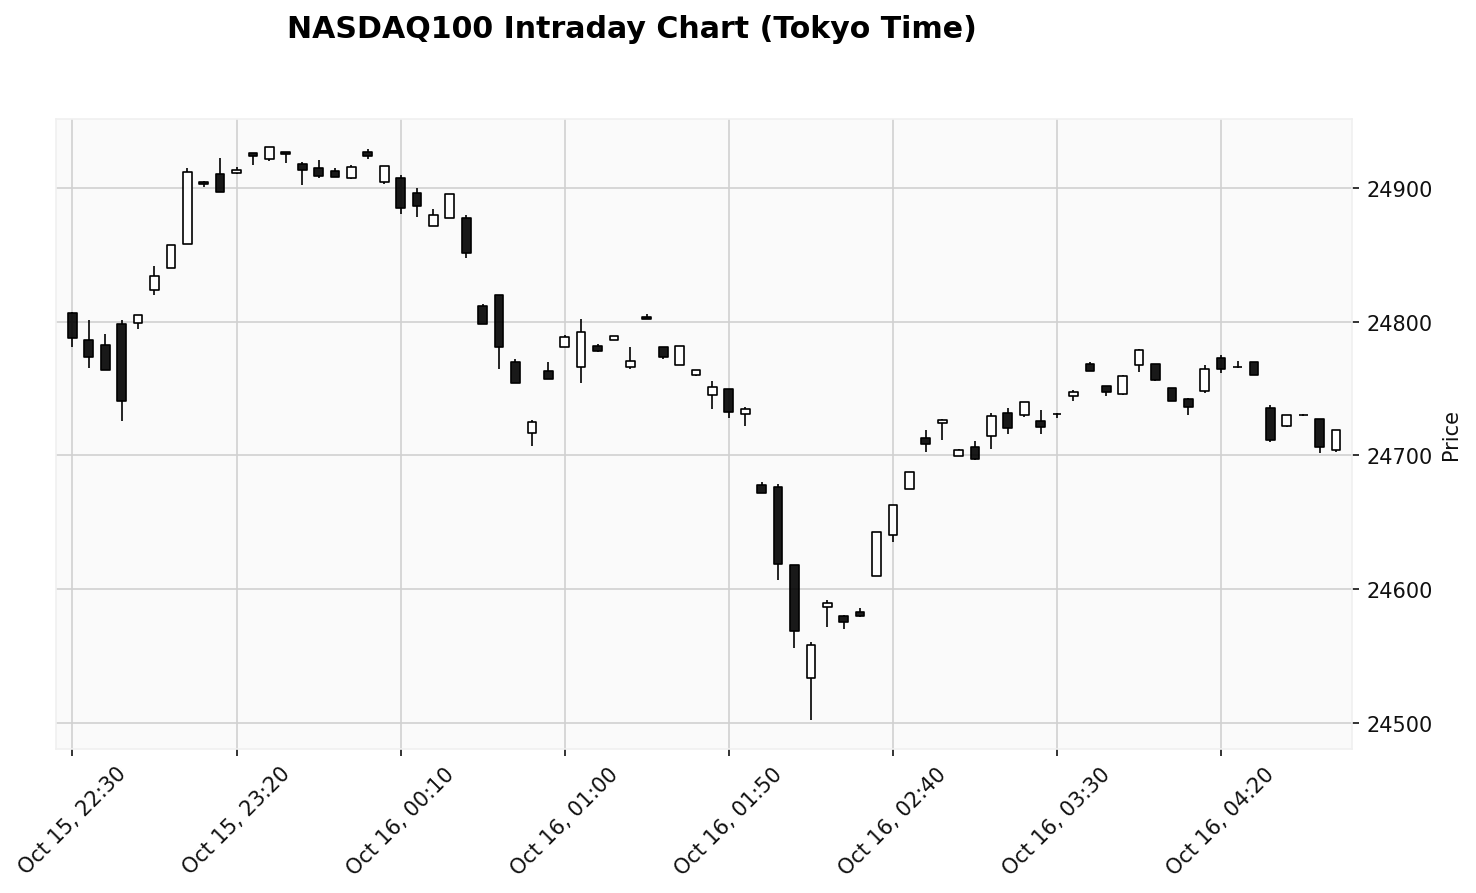 NASDAQ100 Intraday Chart (Tokyo Time)
24900
24800
24700
24600
24500
Price
Oct 15, 22:30
Oct 15, 23:20
Oct 16, 00:10
Oct 16, 01:00
Oct 16, 01:50
Oct 16, 02:40
Oct 16, 03:30
Oct 16, 04:20